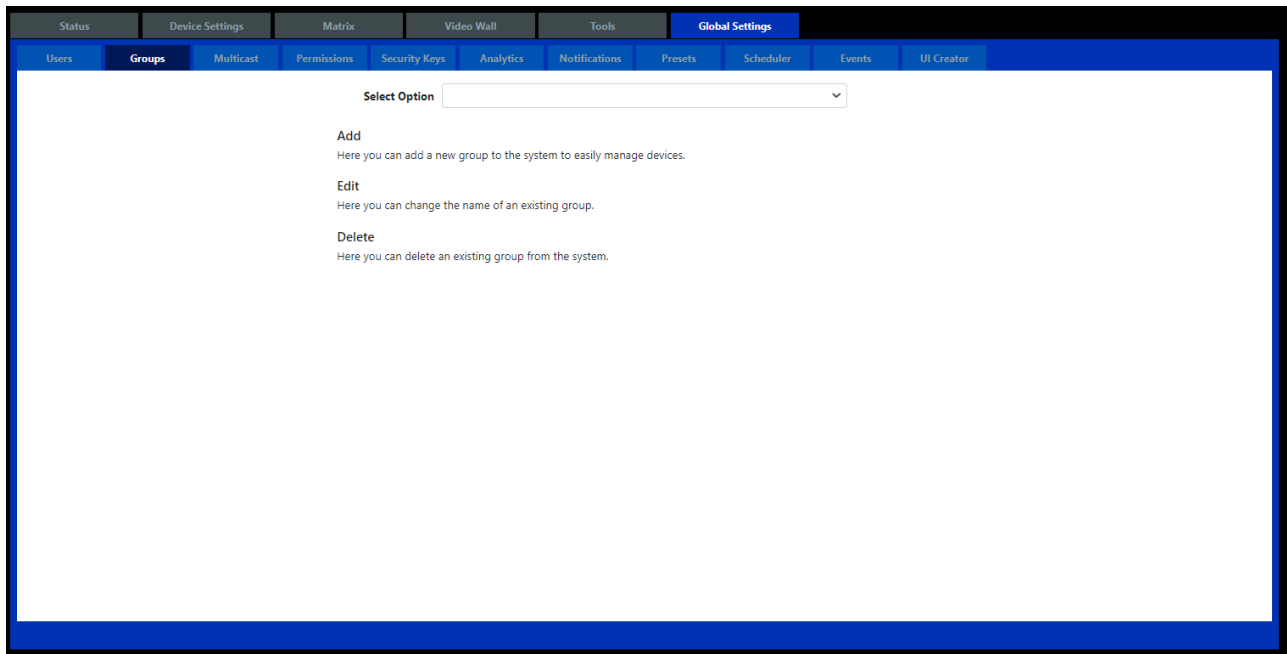 Status Device Settings Matrix Video Wall Tools Global Settings
Users Groups Multicast Permissions Security Keys Analytics Notifications Presets Scheduler Events UI Creator
Select Option
Add
Here you can add a new group to the system to easily manage devices.
Edit
Here you can change the name of an existing group.
Delete
Here you can delete an existing group from the system.